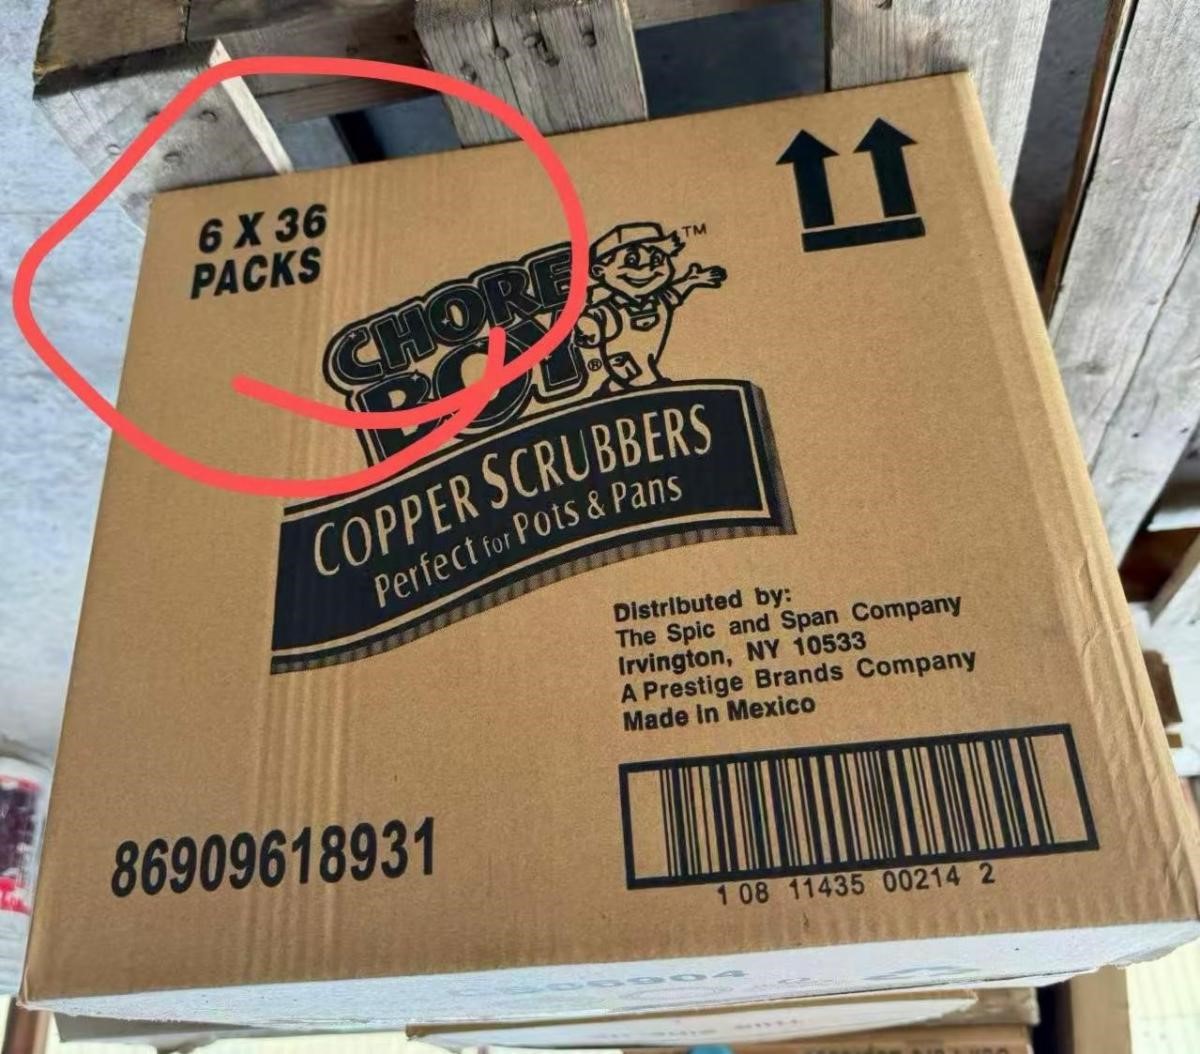 6 X 36
PACKS
CHORE
BOY®
™
COPPER SCRUBBERS
Perfect for Pots & Pans
Distributed by:
The Spic and Span Company
Irvington, NY 10533
A Prestige Brands Company
Made In Mexico
86909618931
1 08 11435 00214 2